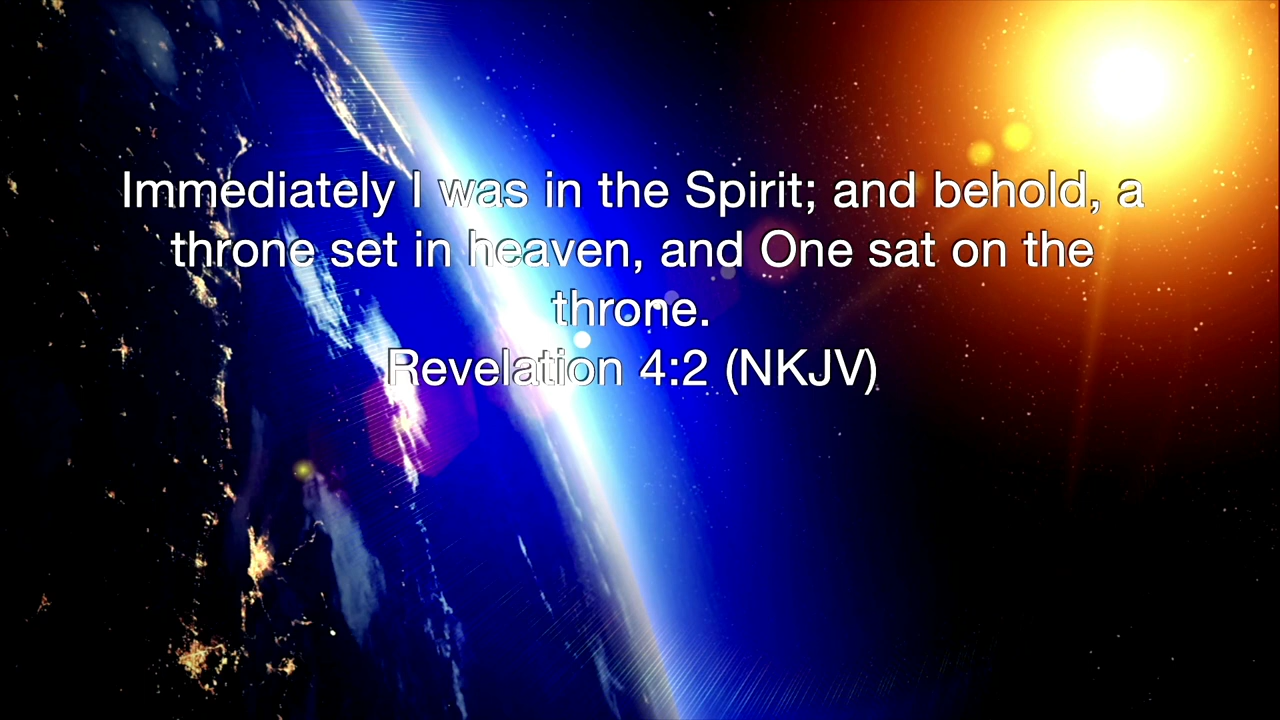 Immediately I was in the Spirit; and behold, a
throne set in heaven, and One sat on the
throne.
Revelation 4:2 (NKJV)